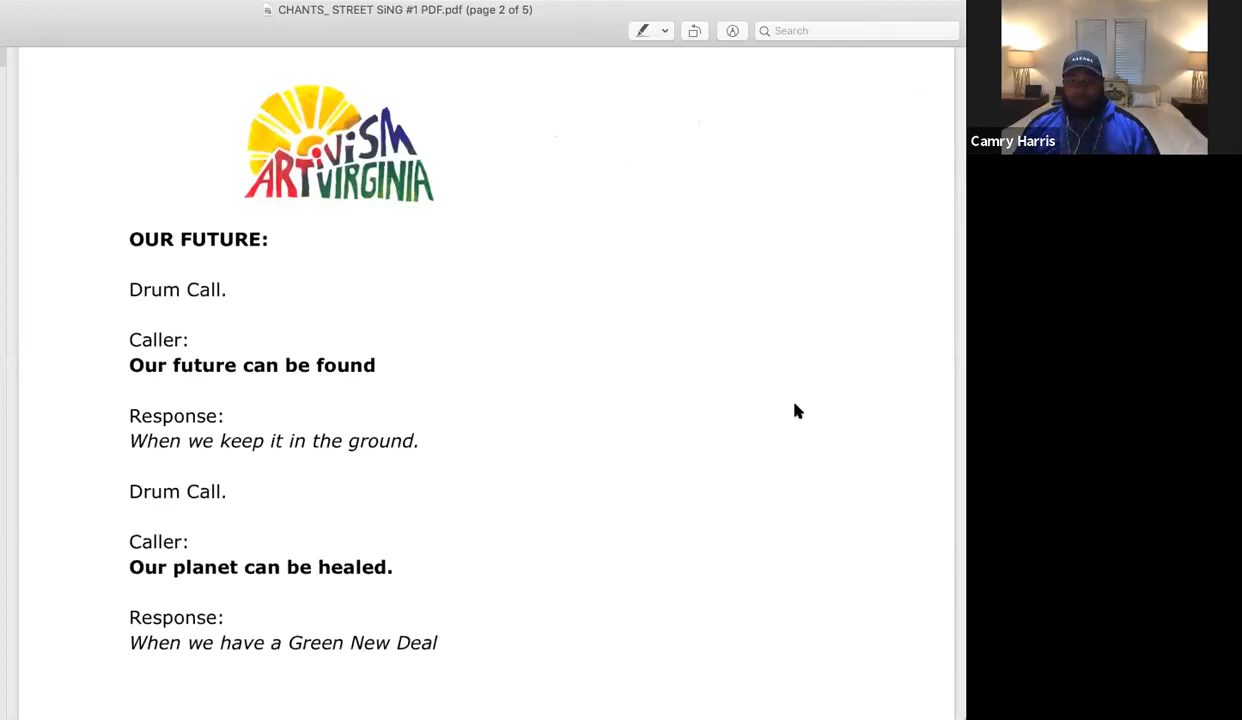 CHANTS_ STREET SiNG #1 PDF.pdf (page 2 of 5)
Search
ARTiViSM
VIRGINIA
OUR FUTURE:
Drum Call.
Caller:
Our future can be found
Response:
When we keep it in the ground.
Drum Call.
Caller:
Our planet can be healed.
Response:
When we have a Green New Deal
Camry Harris